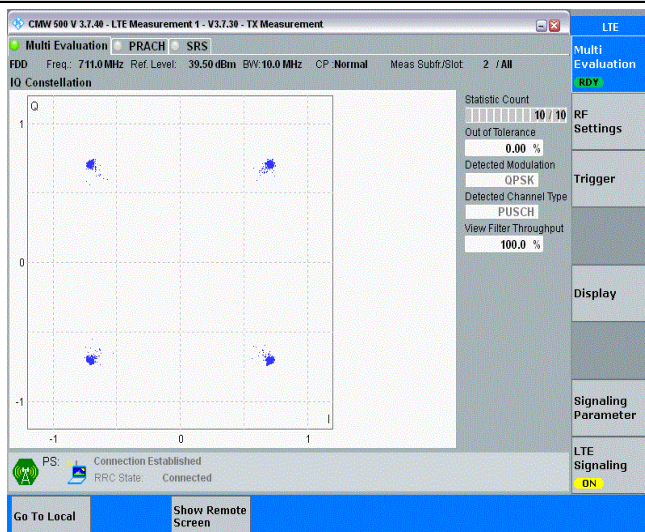 CMW 500 V 3.7.40 - LTE Measurement 1 - V3.7.30 - TX Measurement
LTE
Multi Evaluation PRACH SRS
FDD Freq.: 711.0 MHz Ref. Level: 39.50 dBm BW: 10.0 MHz CP : Normal Meas Subfr./Slot: 2 / All
IQ Constellation
Q
1
0
-1
-1 0 1
I
Statistic Count
10 / 10
Out of Tolerance
0.00 %
Detected Modulation
QPSK
Detected Channel Type
PUSCH
View Filter Throughput
100.0 %
Multi
Evaluation
RDY
RF
Settings
Trigger
Display
Signaling
Parameter
LTE
Signaling
ON
PS: Connection Established
RRC State: Connected
Go To Local
Show Remote
Screen